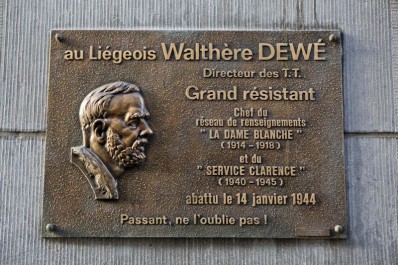 au Liégeois Walthère DEWÉ
Directeur des T.T.
Grand résistant
Chef du
réseau de renseignements
"LA DAME BLANCHE"
(1914-1918)
et du
"SERVICE CLARENCE"
(1940-1945)
abattu le 14 janvier 1944
Passant, ne l'oublie pas !